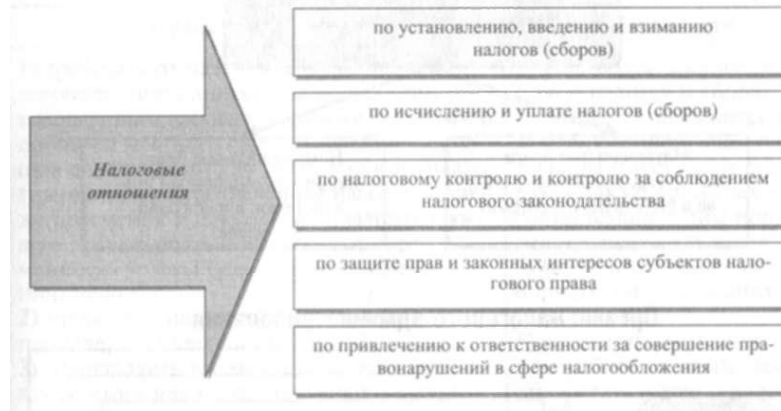 Налоговые
отношения
по установлению, введению и взиманию
налогов (сборов)
по исчислению и уплате налогов (сборов)
по налоговому контролю и контролю за соблюдением
налогового законодательства
по защите прав и законных интересов субъектов нало-
гового права
по привлечению к ответственности за совершение пра-
вонарушений в сфере налогообложения